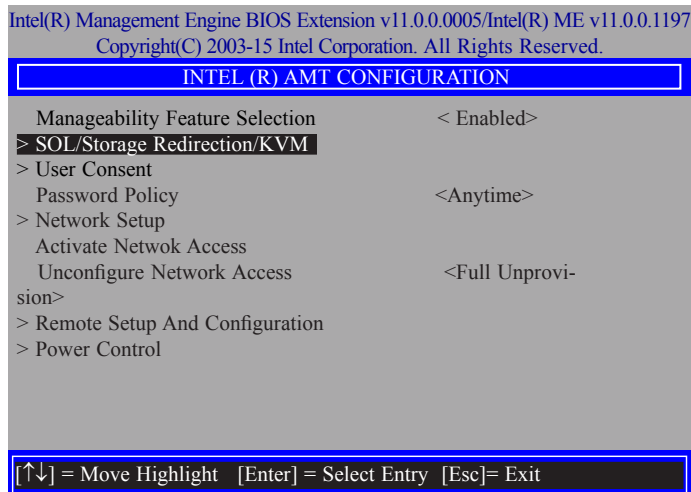 Intel(R) Management Engine BIOS Extension v11.0.0.0005/Intel(R) ME v11.0.0.1197
Copyright(C) 2003-15 Intel Corporation. All Rights Reserved.
INTEL (R) AMT CONFIGURATION
Manageability Feature Selection < Enabled>
> SOL/Storage Redirection/KVM
> User Consent
Password Policy <Anytime>
> Network Setup
Activate Netwok Access
Unconfigure Network Access <Full Unprovi-
sion>
> Remote Setup And Configuration
> Power Control
[↑↓] = Move Highlight [Enter] = Select Entry [Esc]= Exit